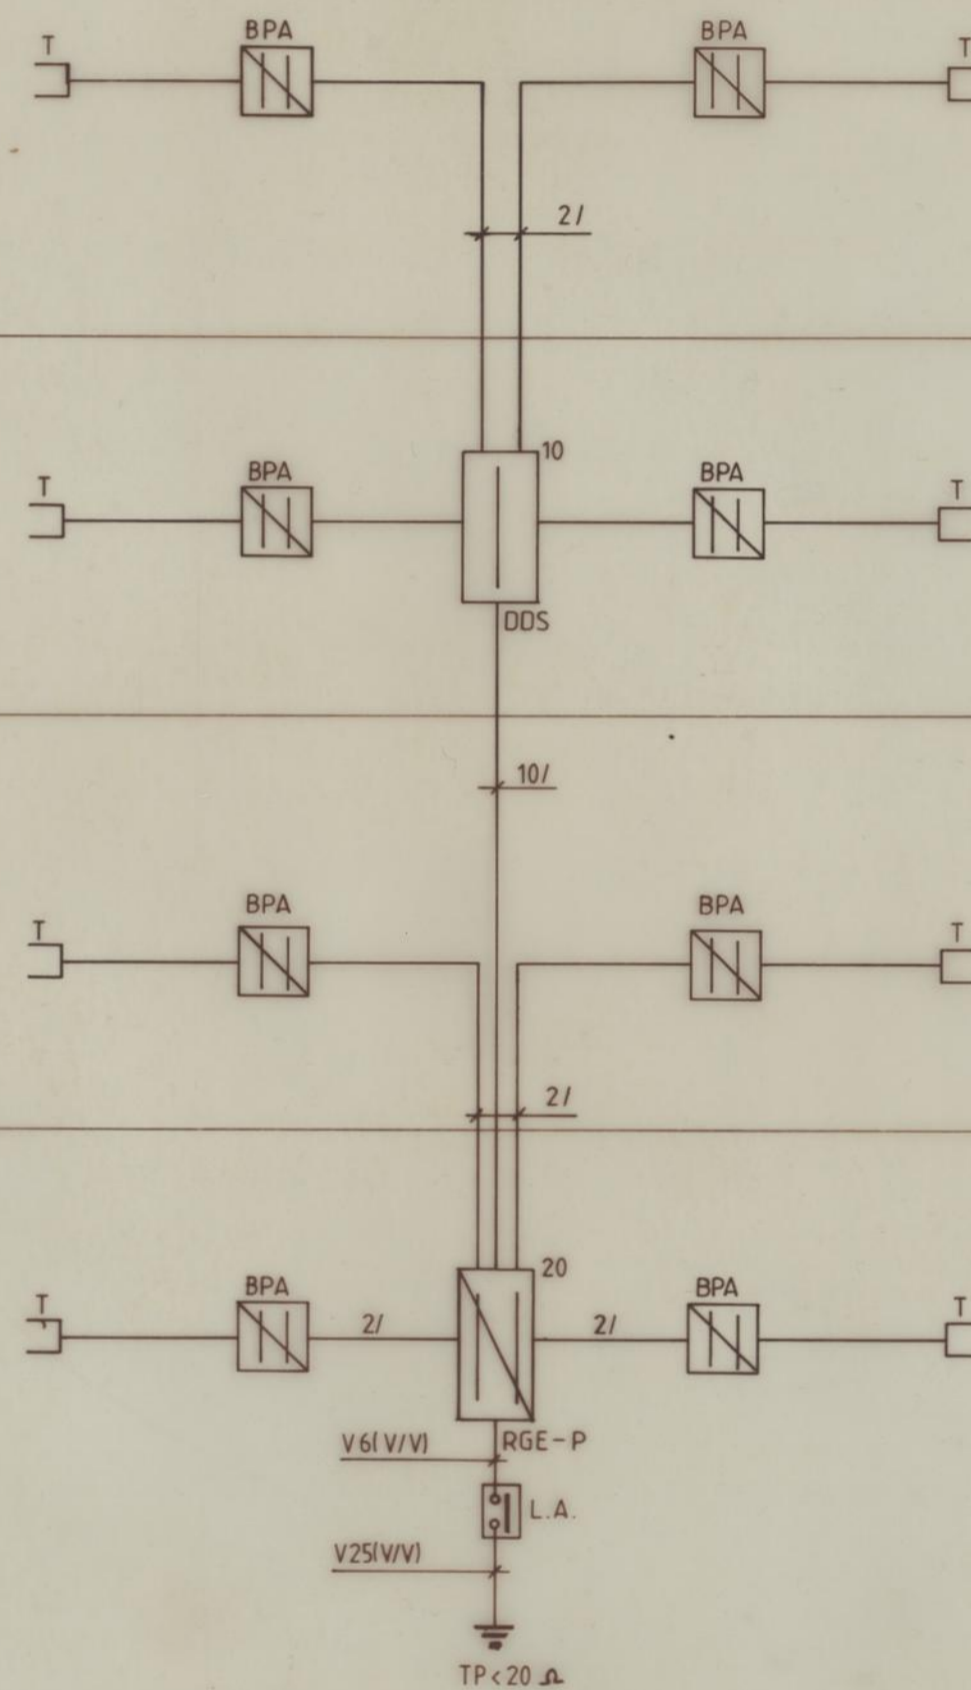 T BPA BPA T
2/
10
T BPA BPA T
DDS
10/
T BPA BPA T
2/
20
T BPA 2/ 2/ BPA T
V6(V/V) RGE-P
L.A.
V25(V/V)
TP<20 Ω